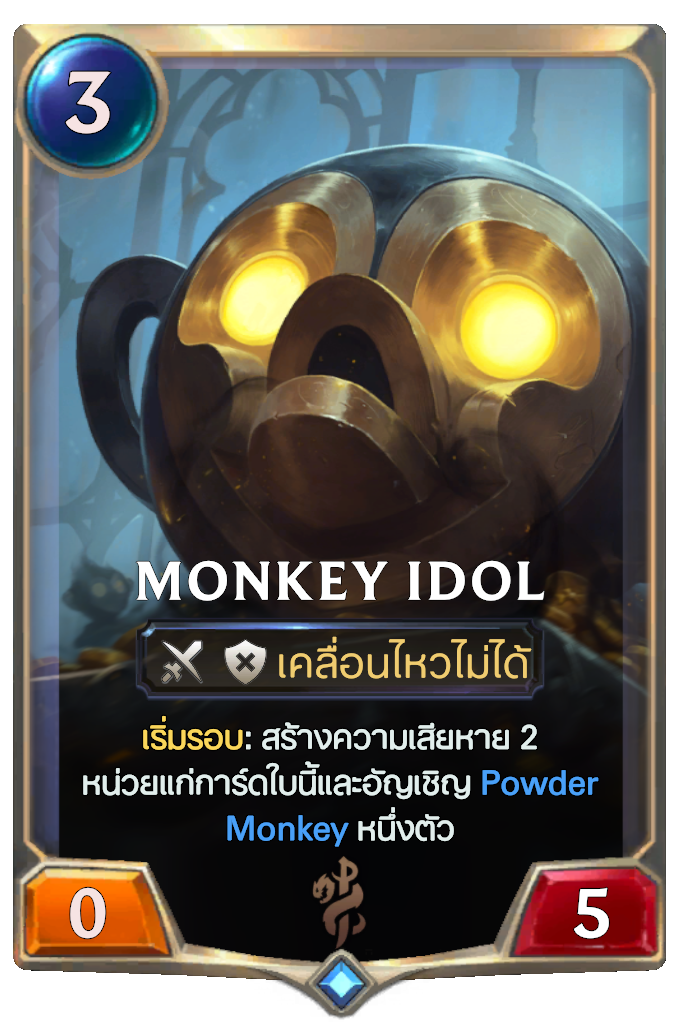 3
MONKEY IDOL
เคลื่อนไหวไม่ได้
เริ่มรอบ: สร้างความเสียหาย 2
หน่วยแก่การ์ดใบนี้และอัญเชิญ Powder
Monkey หนึ่งตัว
0
5